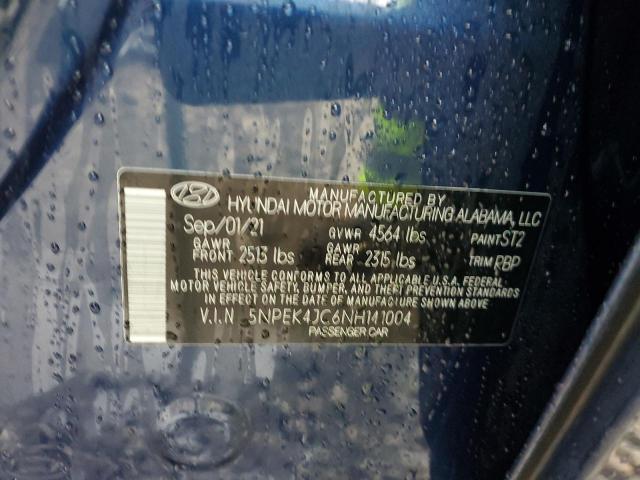 MANUFACTURED BY
HYUNDAI MOTOR MANUFACTURING ALABAMA, LLC
Sep/01/21 GVWR 4564 lbs PAINT ST2
GAWR FRONT 2513 lbs GAWR REAR 2315 lbs TRIM RBP
THIS VEHICLE CONFORMS TO ALL APPLICABLE U.S.A. FEDERAL
MOTOR VEHICLE SAFETY, BUMPER, AND THEFT PREVENTION STANDARDS
IN EFFECT ON THE DATE OF MANUFACTURE SHOWN ABOVE.
V.I.N 5NPEK4JC6NH141004
PASSENGER CAR